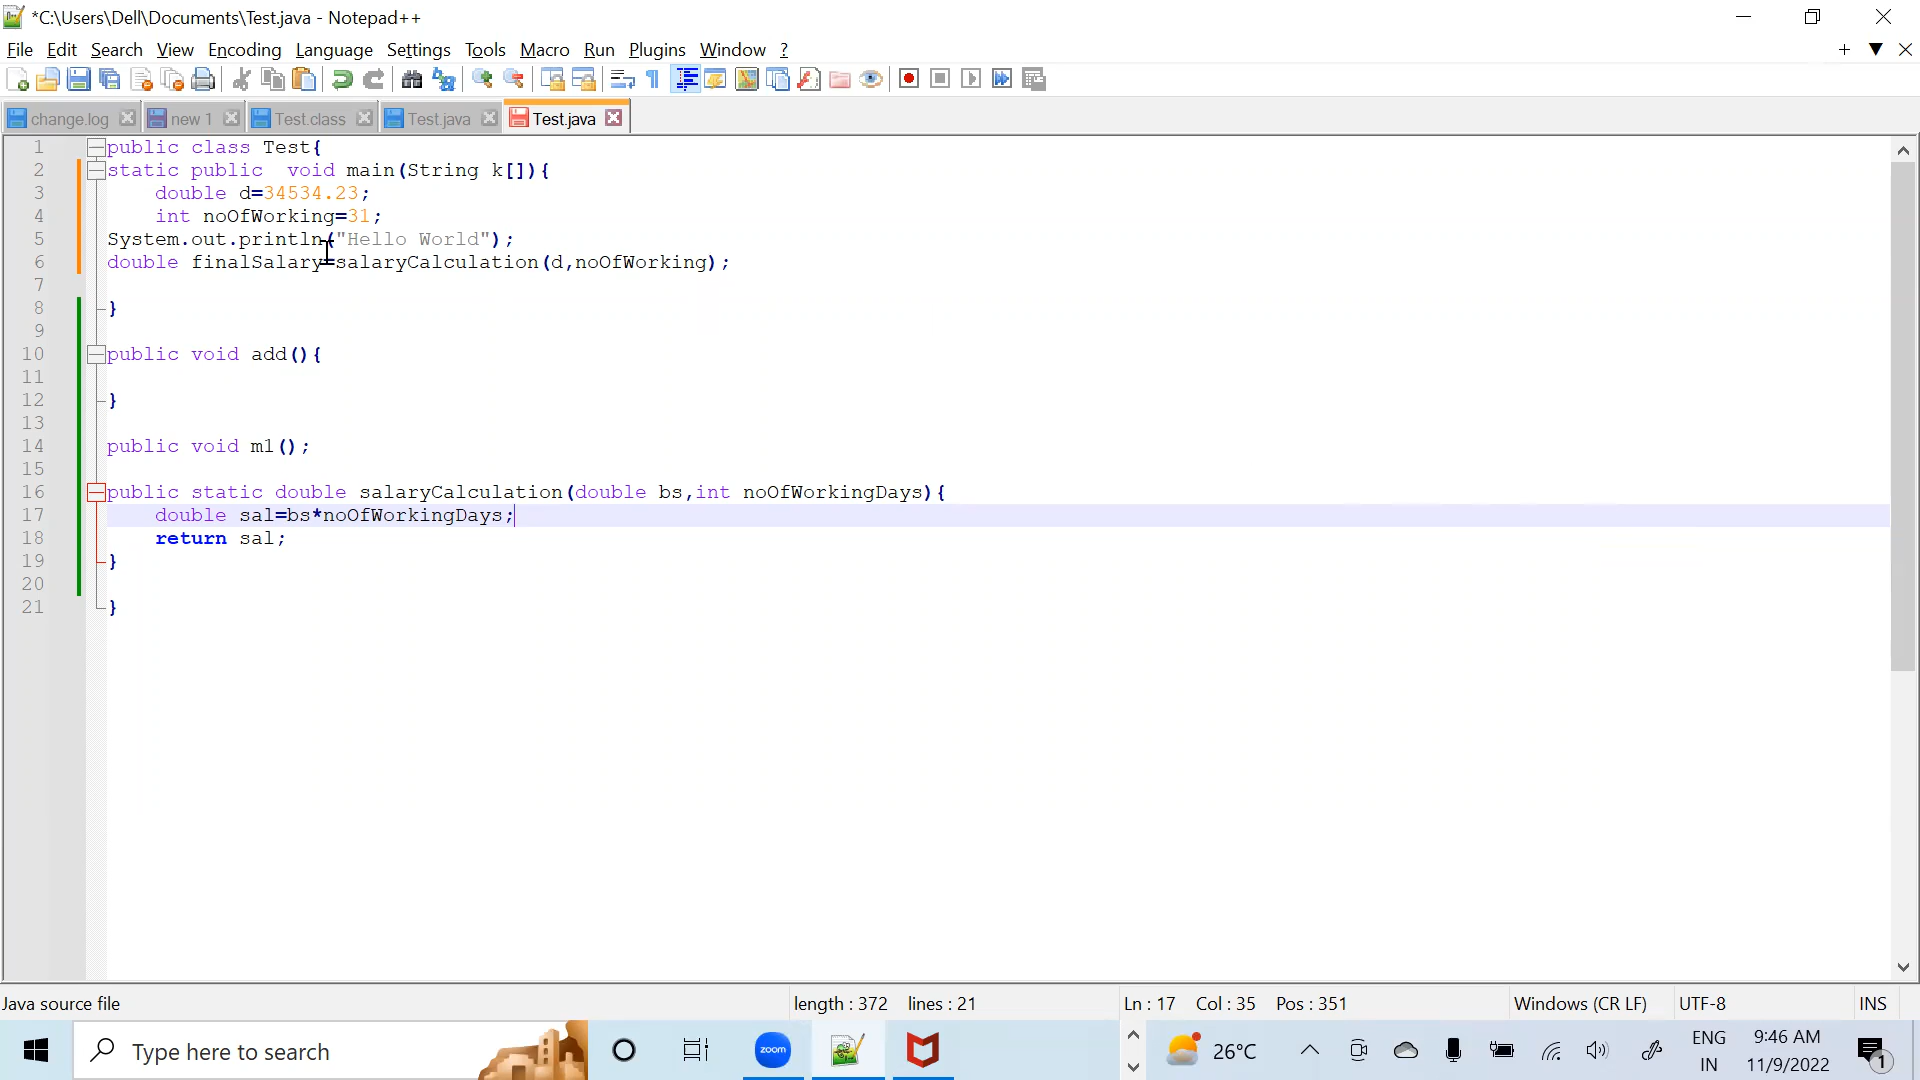 *C:\Users\Dell\Documents\Test.java - Notepad++
File Edit Search View Encoding Language Settings Tools Macro Run Plugins Window ?
change.log new 1 Test.class Test.java Test.java
1 public class Test{
2 static public  void main(String k[]){
3     double d=34534.23;
4     int noOfWorking=31;
5 System.out.println("Hello World");
6 double finalSalary=salaryCalculation(d,noOfWorking);
7
8 }
9
10 public void add(){
11
12 }
13
14 public void m1();
15
16 public static double salaryCalculation(double bs,int noOfWorkingDays){
17     double sal=bs*noOfWorkingDays;
18     return sal;
19 }
20
21 }
Java source file length : 372 lines : 21 Ln : 17 Col : 35 Pos : 351 Windows (CR LF) UTF-8 INS
Type here to search zoom 26°C ENG IN 9:46 AM 11/9/2022 1